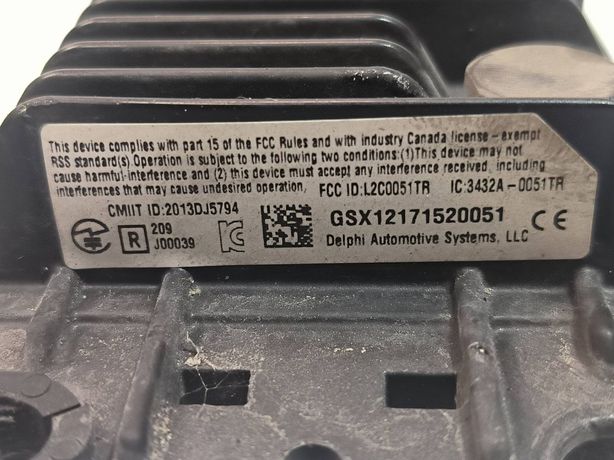 This device complies with part 15 of the FCC Rules and with industry Canada license - exempt
RSS standard(s).Operation is subject to the following two conditions:(1)This device may not
cause harmful-interference and (2) this device must accept any interference received, including
interferences that may cause undesired operation, FCC ID:L2C0051TR IC:3432A-0051TR
CMIIT ID:2013DJ5794
R 209
J00039
GSX12171520051 CE
Delphi Automotive Systems, LLC